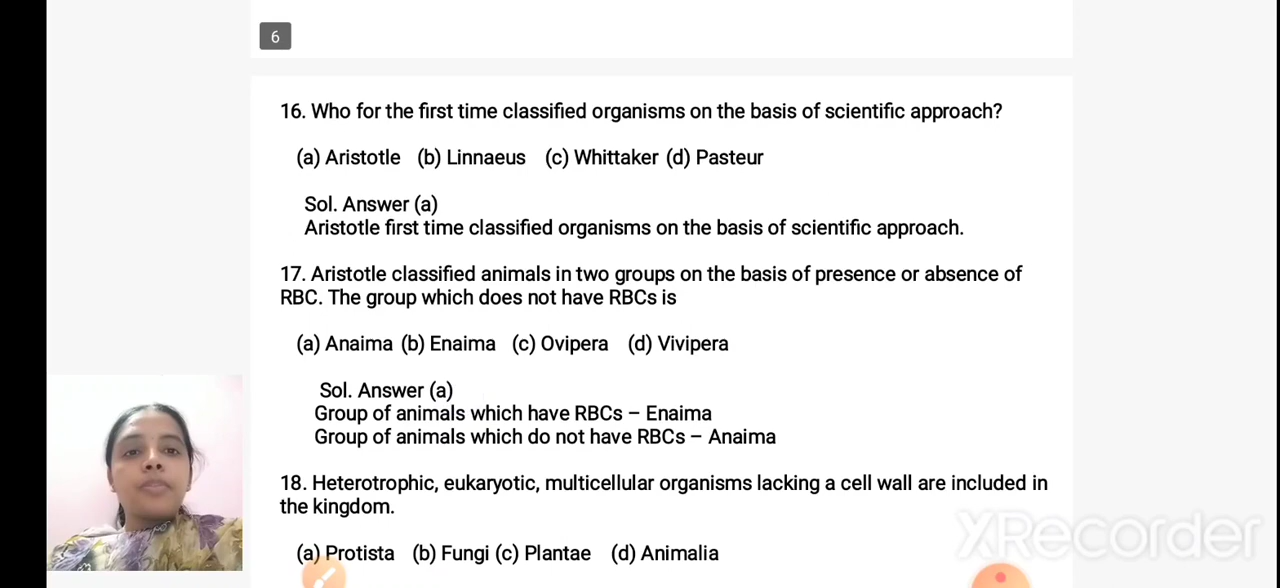 6
16. Who for the first time classified organisms on the basis of scientific approach?
(a) Aristotle (b) Linnaeus (c) Whittaker (d) Pasteur
Sol. Answer (a)
Aristotle first time classified organisms on the basis of scientific approach.
17. Aristotle classified animals in two groups on the basis of presence or absence of
RBC. The group which does not have RBCs is
(a) Anaima (b) Enaima (c) Ovipera (d) Vivipera
Sol. Answer (a)
Group of animals which have RBCs – Enaima
Group of animals which do not have RBCs – Anaima
18. Heterotrophic, eukaryotic, multicellular organisms lacking a cell wall are included in
the kingdom.
(a) Protista (b) Fungi (c) Plantae (d) Animalia
XRecorder